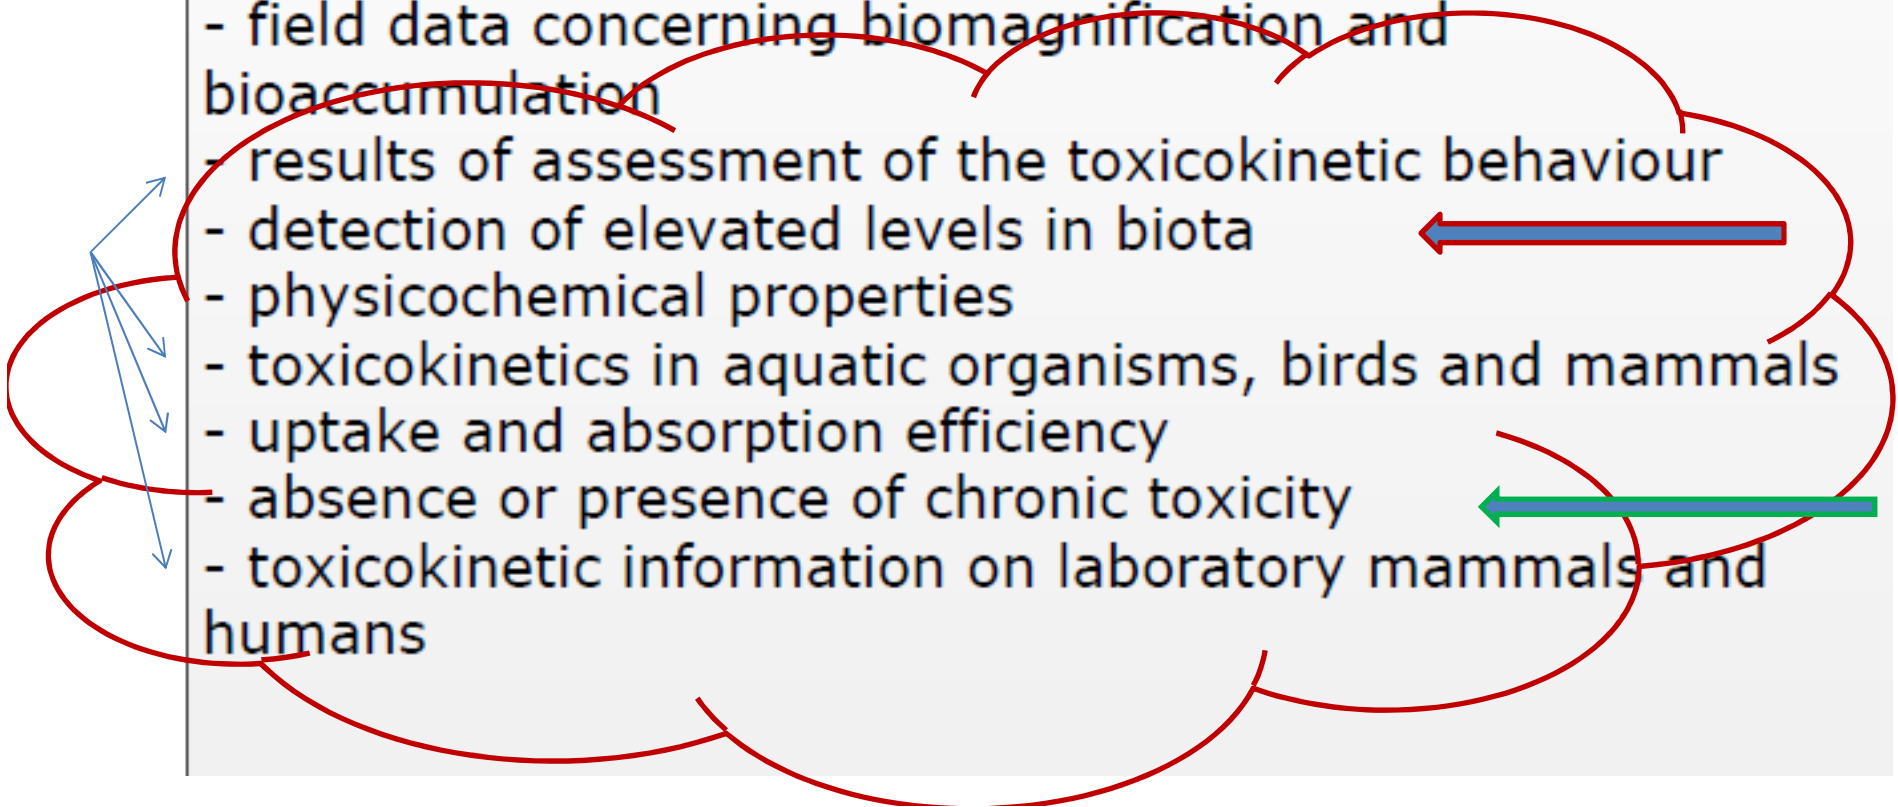 - field data concerning biomagnification and
bioaccumulation
- results of assessment of the toxicokinetic behaviour
- detection of elevated levels in biota
- physicochemical properties
- toxicokinetics in aquatic organisms, birds and mammals
- uptake and absorption efficiency
- absence or presence of chronic toxicity
- toxicokinetic information on laboratory mammals and
humans